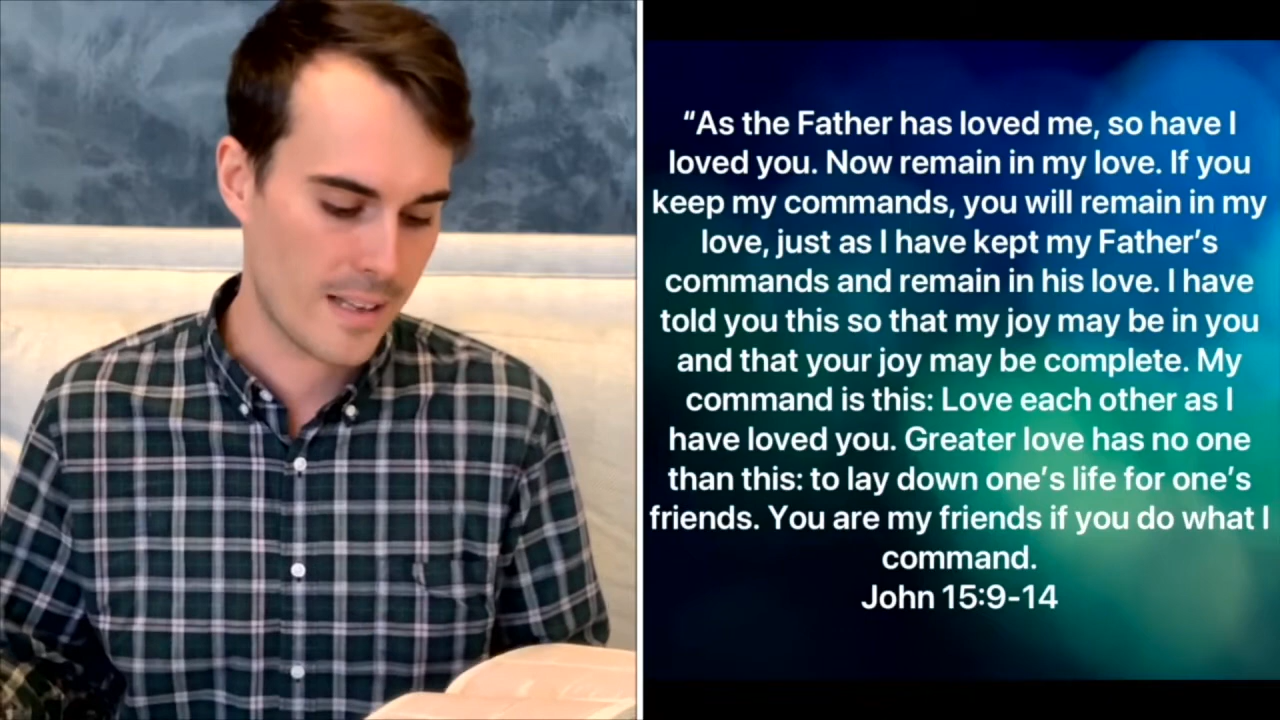 “As the Father has loved me, so have I
loved you. Now remain in my love. If you
keep my commands, you will remain in my
love, just as I have kept my Father’s
commands and remain in his love. I have
told you this so that my joy may be in you
and that your joy may be complete. My
command is this: Love each other as I
have loved you. Greater love has no one
than this: to lay down one’s life for one’s
friends. You are my friends if you do what I
command.
John 15:9-14